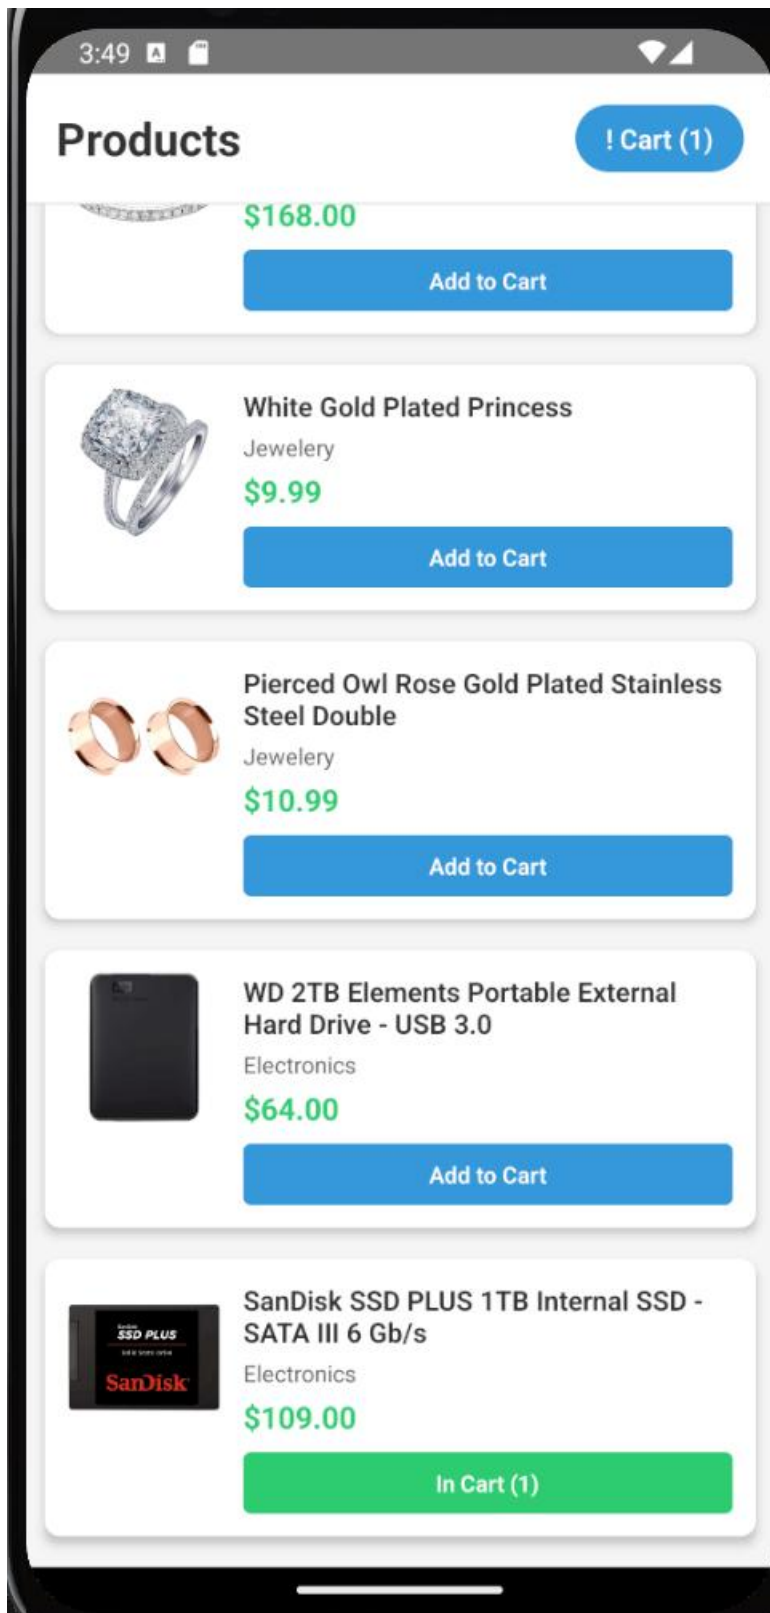 3:49
Products
! Cart (1)
$168.00
Add to Cart
White Gold Plated Princess
Jewelery
$9.99
Add to Cart
Pierced Owl Rose Gold Plated Stainless
Steel Double
Jewelery
$10.99
Add to Cart
WD 2TB Elements Portable External
Hard Drive - USB 3.0
Electronics
$64.00
Add to Cart
SanDisk SSD PLUS 1TB Internal SSD -
SATA III 6 Gb/s
Electronics
$109.00
In Cart (1)
SSD PLUS
SanDisk